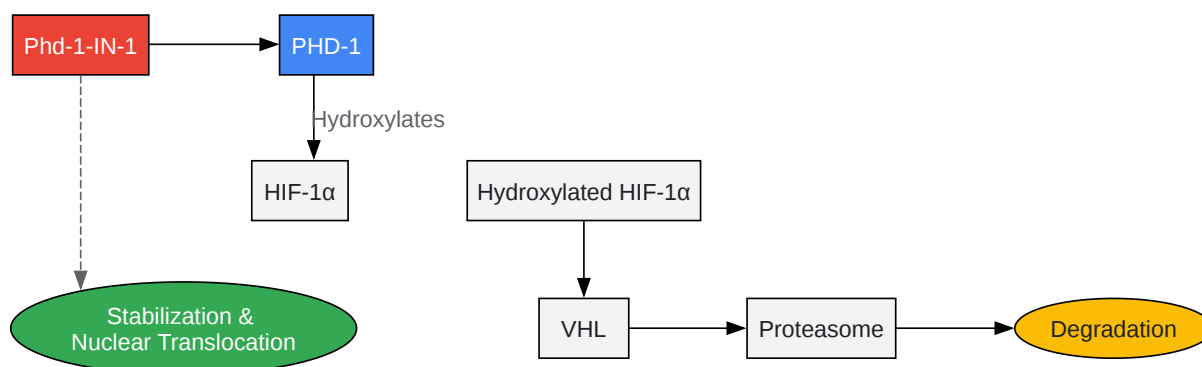 Phd-1-IN-1
PHD-1
Hydroxylates
HIF-1α
Hydroxylated HIF-1α
Stabilization &
Nuclear Translocation
VHL
Proteasome
Degradation